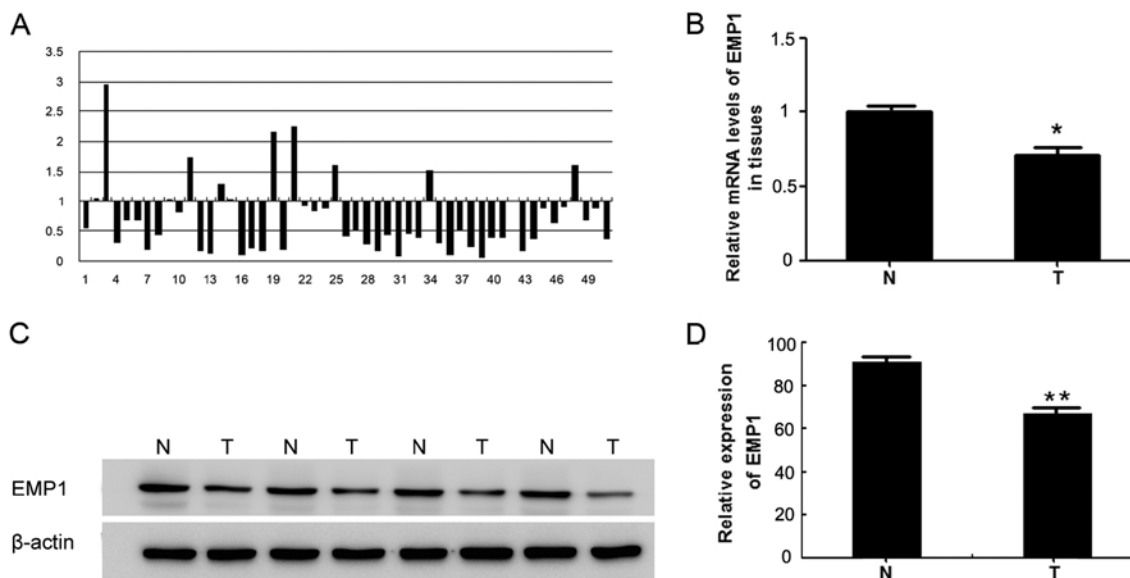 A
3.5
3
2.5
2
1.5
1
0.5
0
1 4 7 10 13 16 19 22 25 28 31 34 37 40 43 46 49
B
Relative mRNA levels of EMP1
in tissues
1.5
1
0.5
0
*
N T
C
N T N T N T N T
EMP1
β-actin
D
Relative expression
of EMP1
100
80
60
40
20
0
**
N T